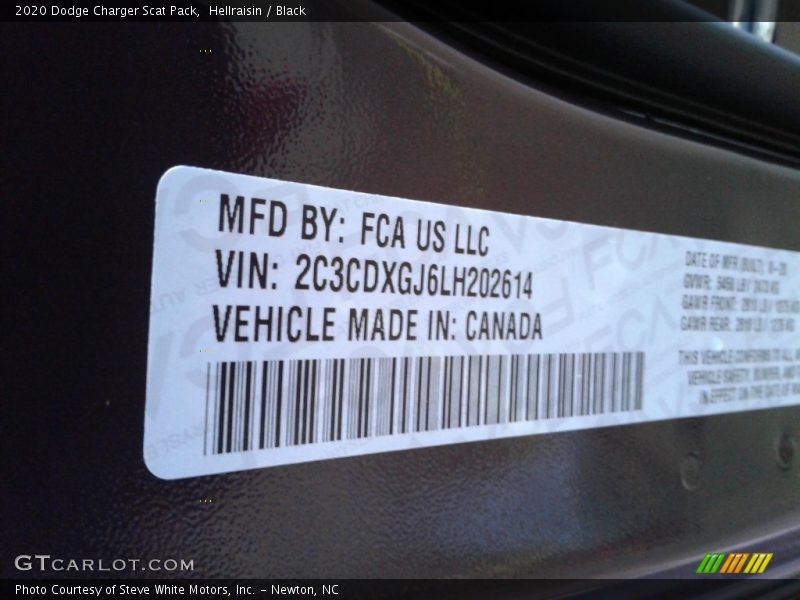 2020 Dodge Charger Scat Pack,  Hellraisin / Black
MFD BY: FCA US LLC
VIN: 2C3CDXGJ6LH202614
VEHICLE MADE IN: CANADA
DATE OF MFR (BUILT):
GVWR:
GAWR FRONT:
GAWR REAR:
THIS VEHICLE CONFORMS TO ALL
VEHICLE SAFETY, BUMPER, AND
IN EFFECT ON THE DATE OF
GTCARLOT.COM
Photo Courtesy of Steve White Motors, Inc. – Newton, NC